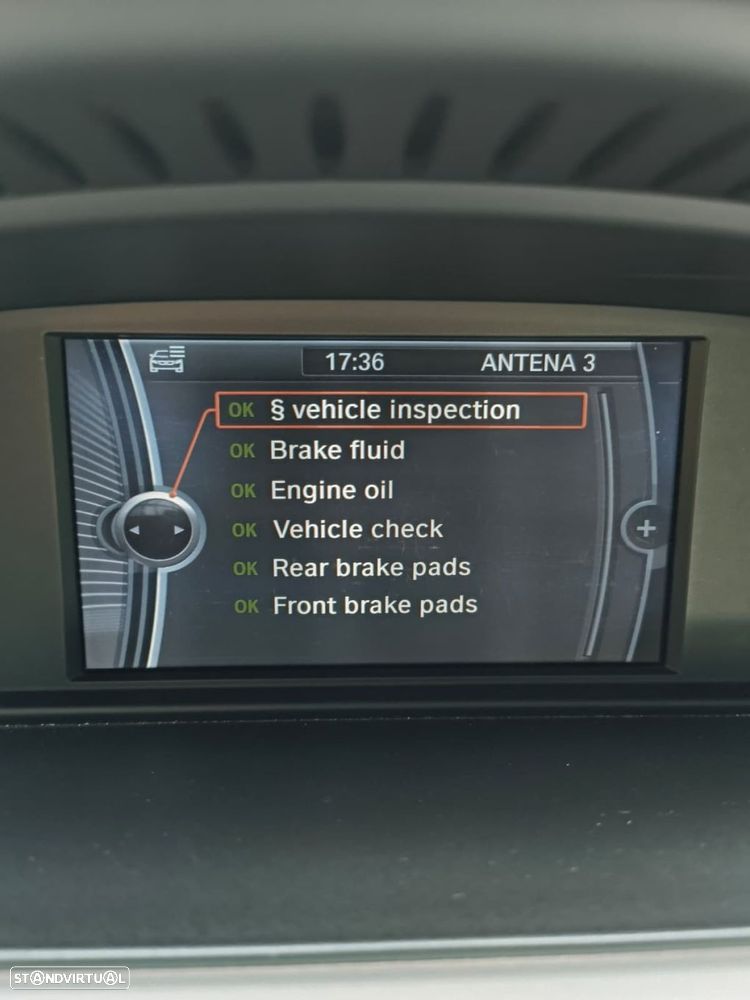 17:36 ANTENA 3
OK § vehicle inspection
OK Brake fluid
OK Engine oil
OK Vehicle check
OK Rear brake pads
OK Front brake pads
STANDVIRTUAL